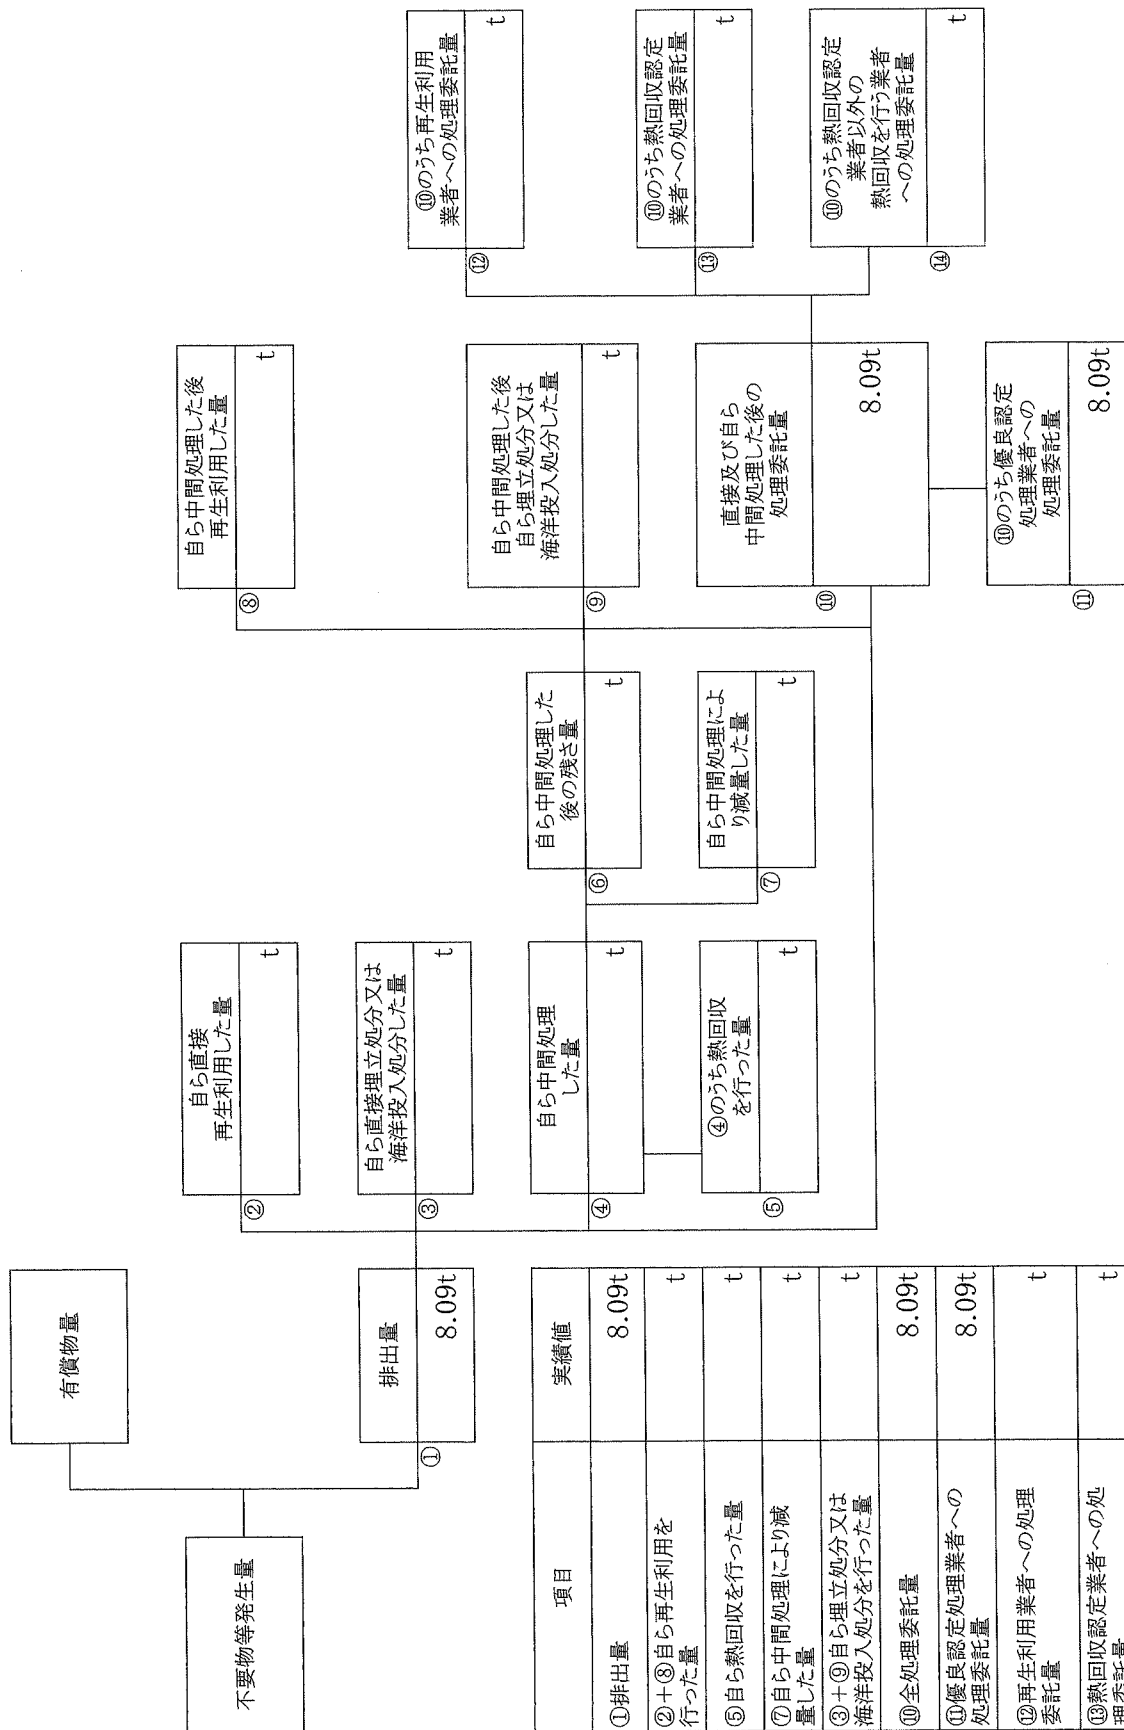 不要物等発生量
有償物量
排出量
①
8.09t
自ら直接
再生利用した量
②
t
自ら直接埋立処分又は
海洋投入処分した量
③
t
自ら中間処理
した量
④
t
④のうち熱回収
を行った量
⑤
t
自ら中間処理した
後の残さ量
⑥
t
自ら中間処理によ
り減量した量
⑦
t
自ら中間処理した後
再生利用した量
⑧
t
自ら中間処理した後
自ら埋立処分又は
海洋投入処分した量
⑨
t
直接及び自ら
中間処理した後の
処理委託量
⑩
8.09t
⑩のうち優良認定
処理業者への
処理委託量
⑪
8.09t
⑩のうち再生利用
業者への処理委託量
⑫
t
⑩のうち熱回収認定
業者への処理委託量
⑬
t
⑩のうち熱回収認定
業者以外の
熱回収を行う業者
への処理委託量
⑭
t
項目
実績値
①排出量
8.09t
②+⑧自ら再生利用を
行った量
t
⑤自ら熱回収を行った量
t
⑦自ら中間処理により減
量した量
t
③+⑨自ら埋立処分又は
海洋投入処分を行った量
t
⑩全処理委託量
8.09t
⑪優良認定処理業者への
処理委託量
8.09t
⑫再生利用業者への処理
委託量
t
⑬熱回収認定業者への処
理委託量
t